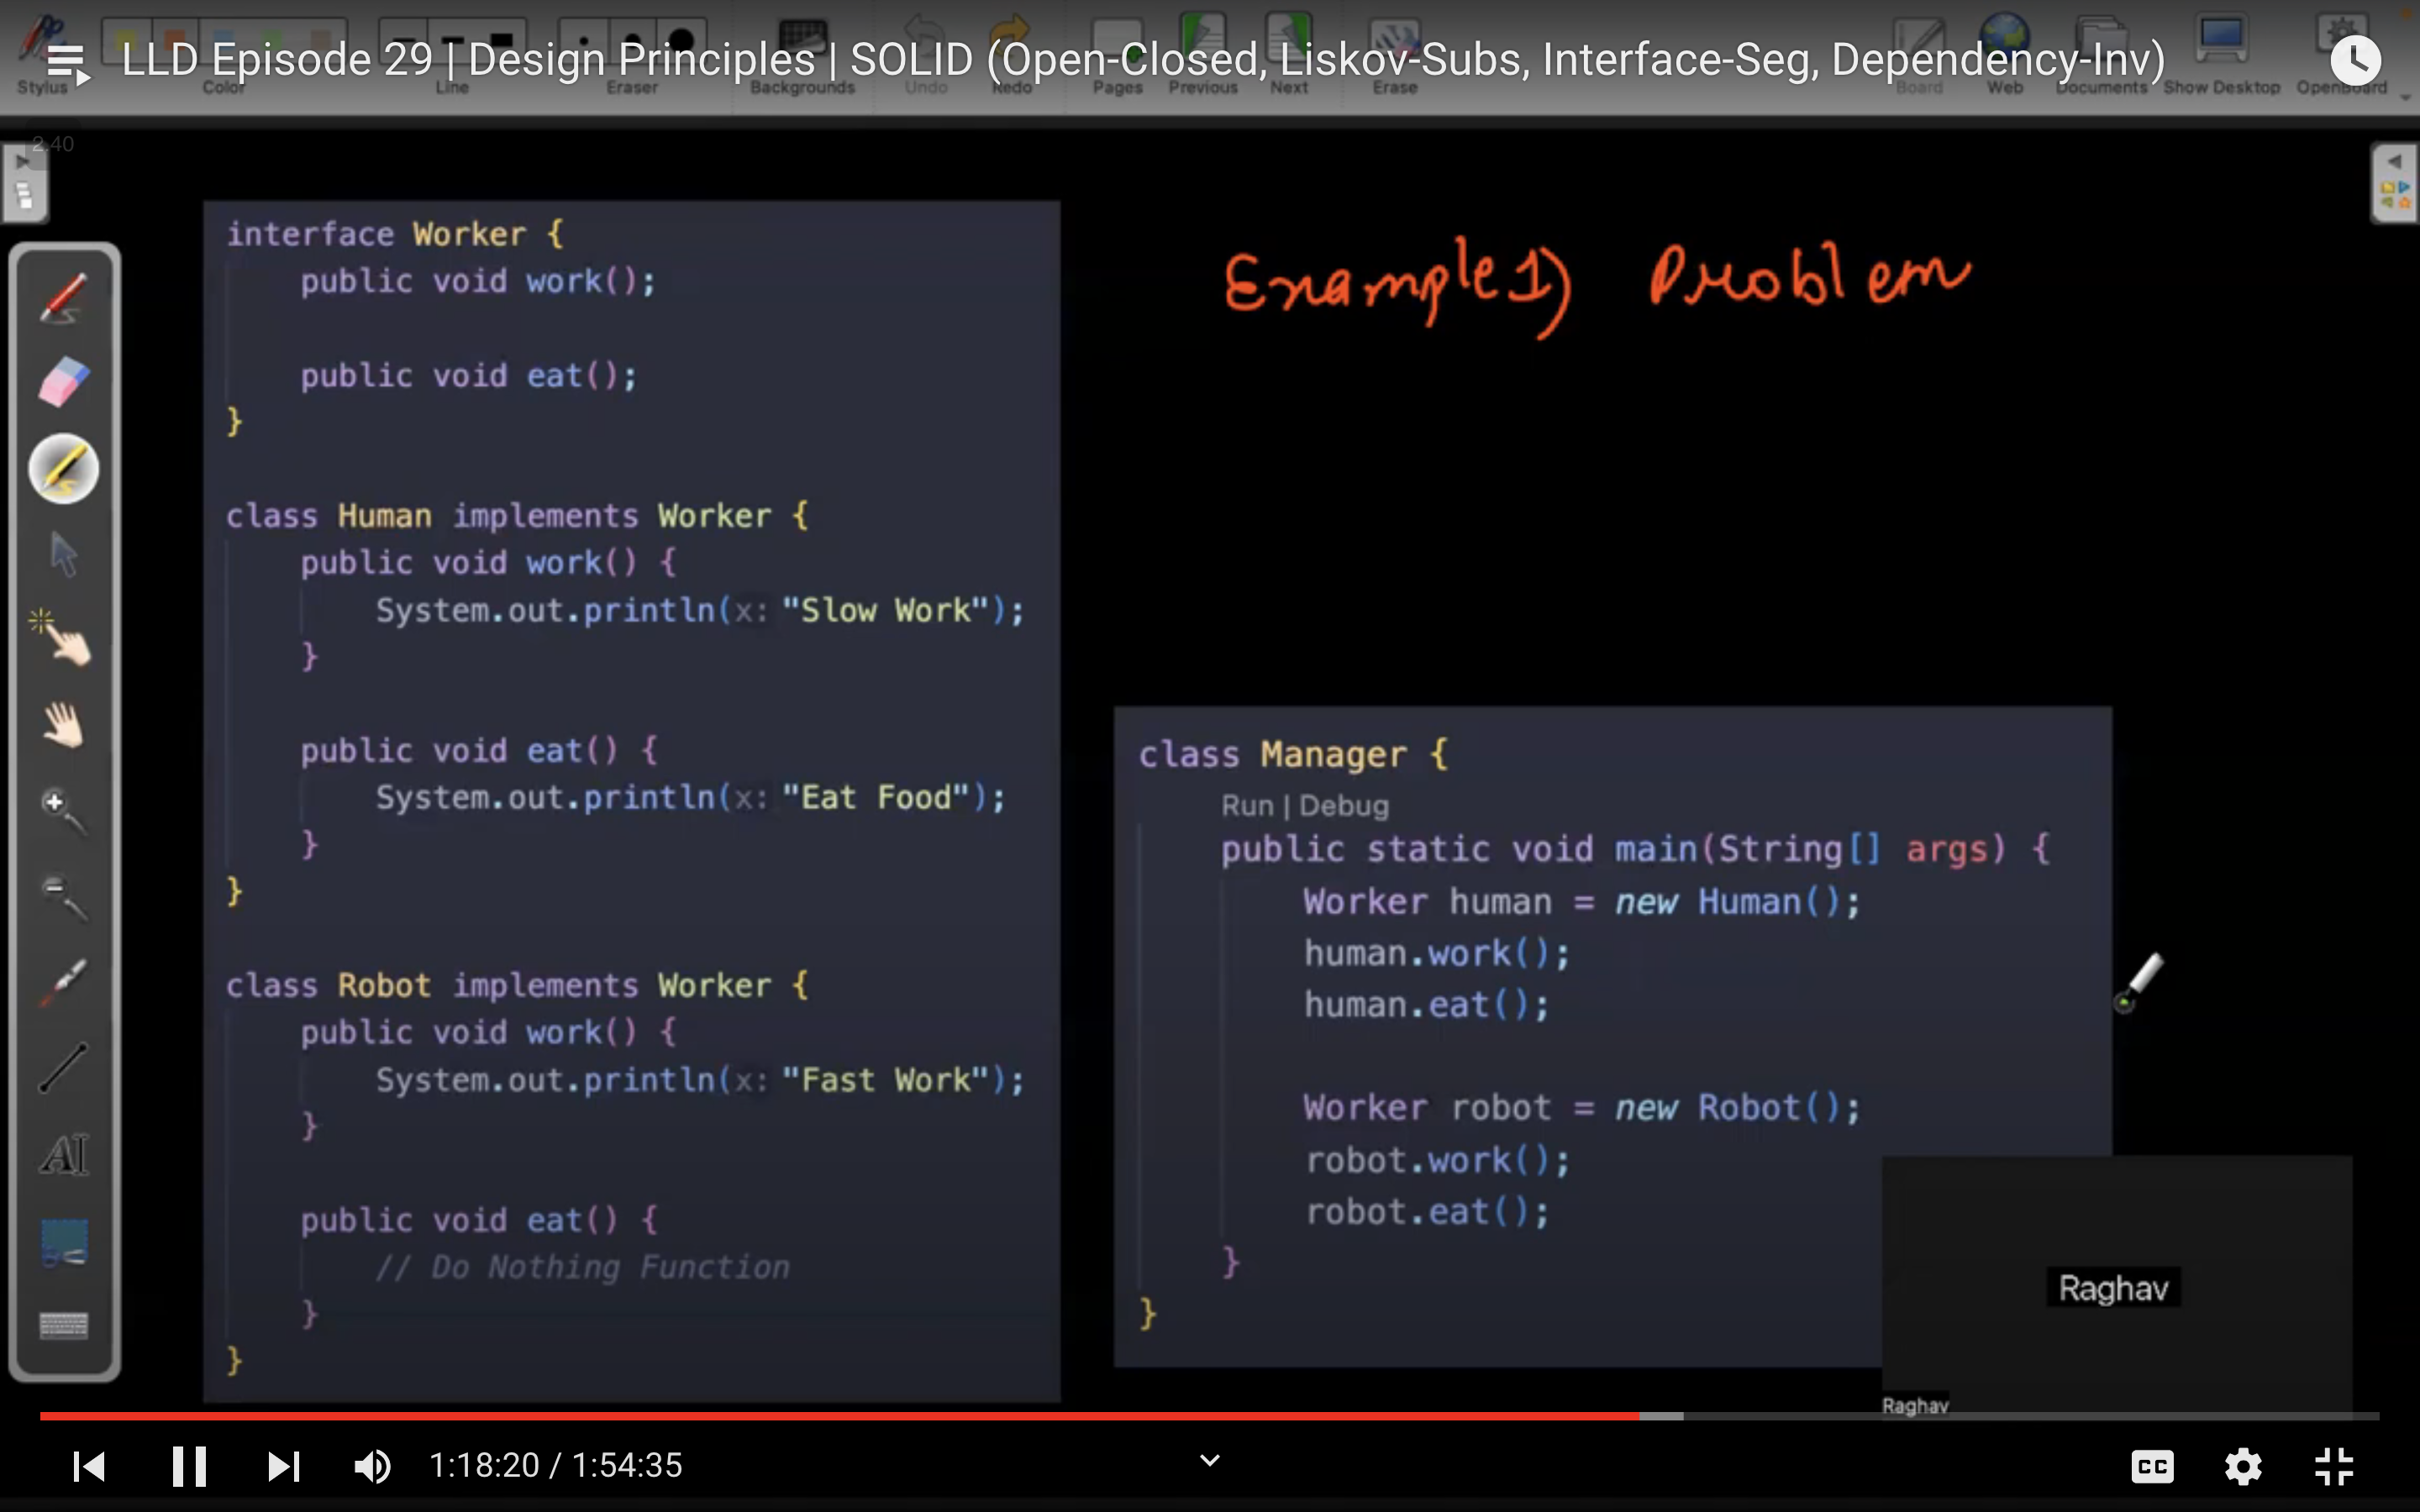 LLD Episode 29 | Design Principles | SOLID (Open-Closed, Liskov-Subs, Interface-Seg, Dependency-Inv)
Stylus Color Line Eraser Backgrounds Undo Redo Pages Previous Next Erase Board Web Documents Show Desktop OpenBoard
2.40
interface Worker {
public void work();
public void eat();
}
class Human implements Worker {
public void work() {
System.out.println(x: "Slow Work");
}
public void eat() {
System.out.println(x: "Eat Food");
}
}
class Robot implements Worker {
public void work() {
System.out.println(x: "Fast Work");
}
public void eat() {
// Do Nothing Function
}
}
Example 1) Problem
class Manager {
Run | Debug
public static void main(String[] args) {
Worker human = new Human();
human.work();
human.eat();
Worker robot = new Robot();
robot.work();
robot.eat();
}
}
AI
Raghav
Raghav
1:18:20 / 1:54:35
CC